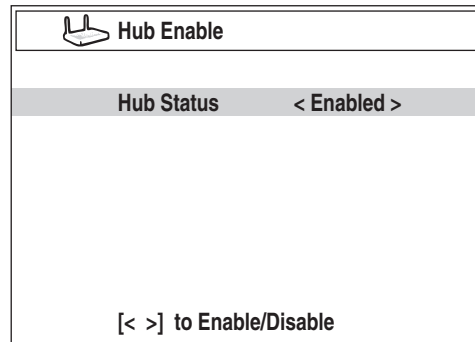 Hub Enable
Hub Status < Enabled >
[< >] to Enable/Disable